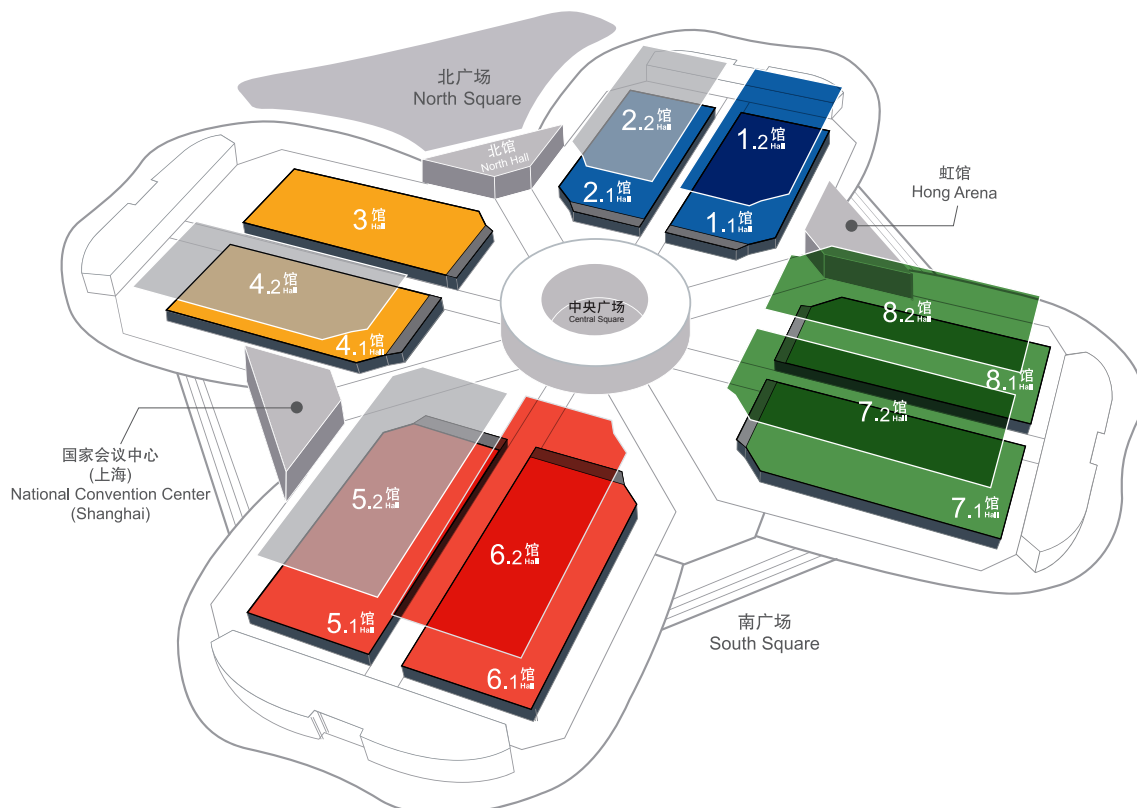 北广场
North Square
北馆
North Hall
2.2馆
Hall
1.2馆
Hall
2.1馆
Hall
1.1馆
Hall
虹馆
Hong Arena
3馆
Hall
4.2馆
Hall
4.1馆
Hall
中央广场
Central Square
8.2馆
Hall
8.1馆
Hall
7.2馆
Hall
7.1馆
Hall
国家会议中心
(上海)
National Convention Center
(Shanghai)
5.2馆
Hall
6.2馆
Hall
5.1馆
Hall
6.1馆
Hall
南广场
South Square